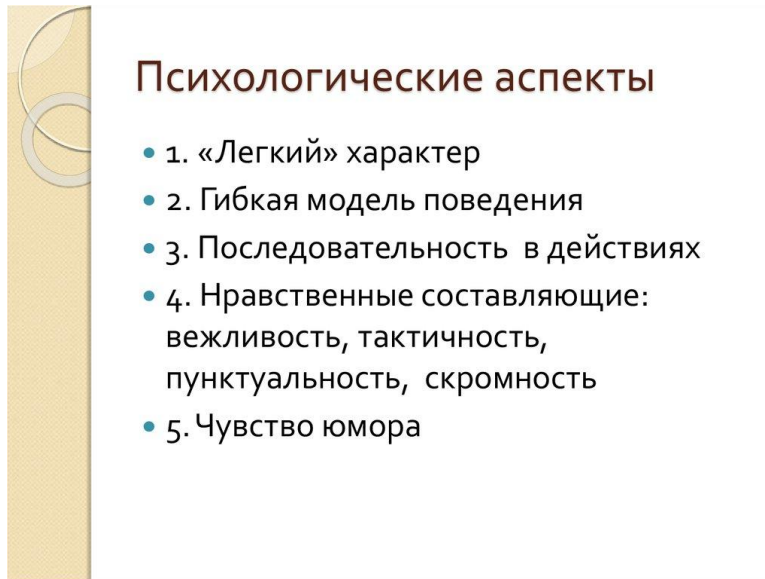 Психологические аспекты
• 1. «Легкий» характер
• 2. Гибкая модель поведения
• 3. Последовательность в действиях
• 4. Нравственные составляющие:
вежливость, тактичность,
пунктуальность, скромность
• 5. Чувство юмора